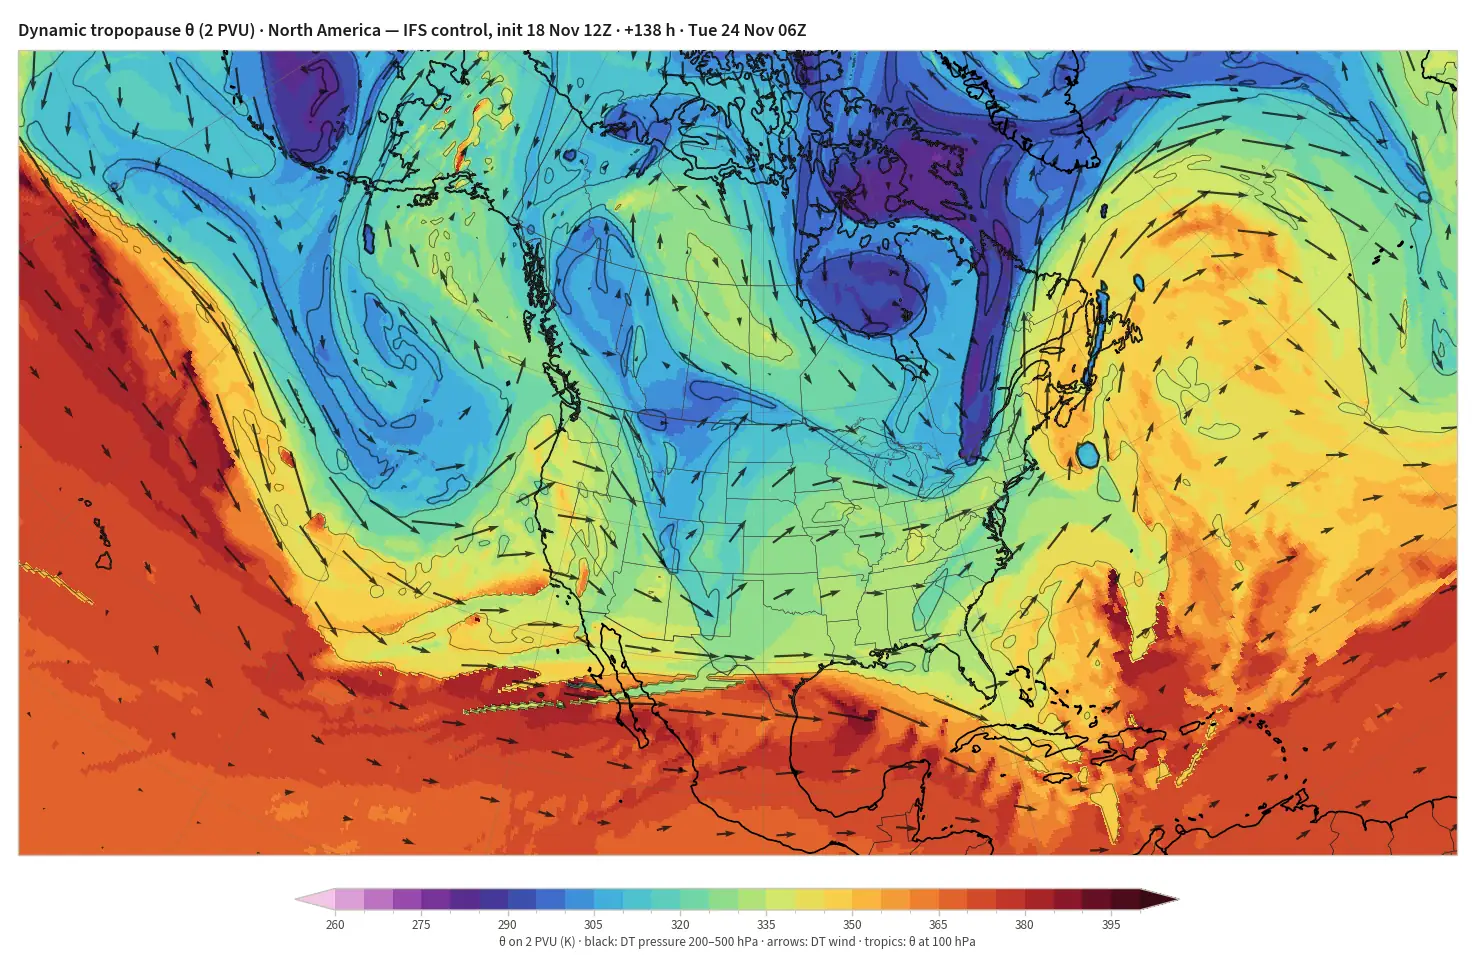 Dynamic tropopause θ (2 PVU) · North America — IFS control, init 18 Nov 12Z · +138 h · Tue 24 Nov 06Z
260 275 290 305 320 335 350 365 380 395
θ on 2 PVU (K) · black: DT pressure 200–500 hPa · arrows: DT wind · tropics: θ at 100 hPa